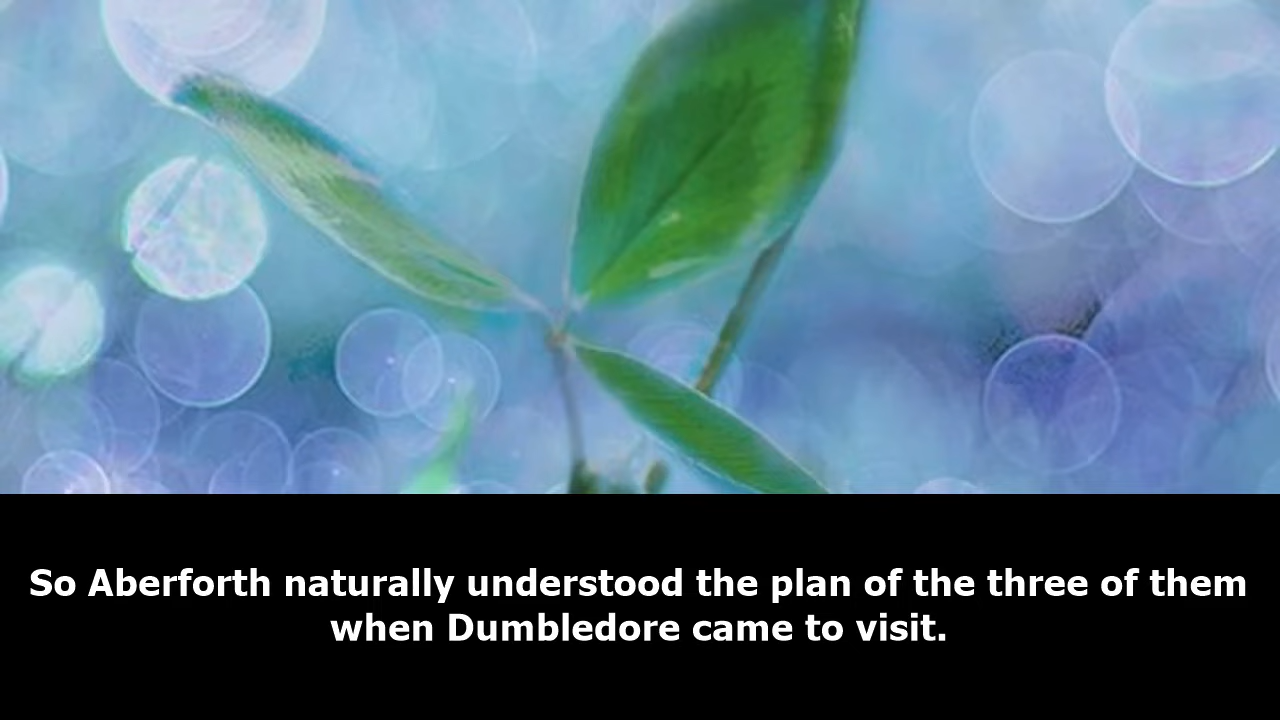 So Aberforth naturally understood the plan of the three of them
when Dumbledore came to visit.